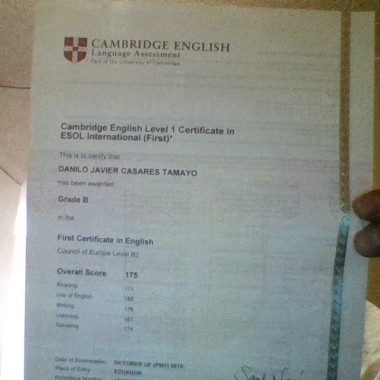 CAMBRIDGE ENGLISH
Language Assessment
Part of the University of Cambridge
Cambridge English Level 1 Certificate in
ESOL International (First)*
This is to certify that
DANILO JAVIER CASARES TAMAYO
has been awarded
Grade B
in the
First Certificate in English
Council of Europe Level B2
Overall Score 175
Reading
Use of English
Writing
Listening
Speaking
Date of Examination OCTOBER
Place of Entry ECUADOR
Reference Number